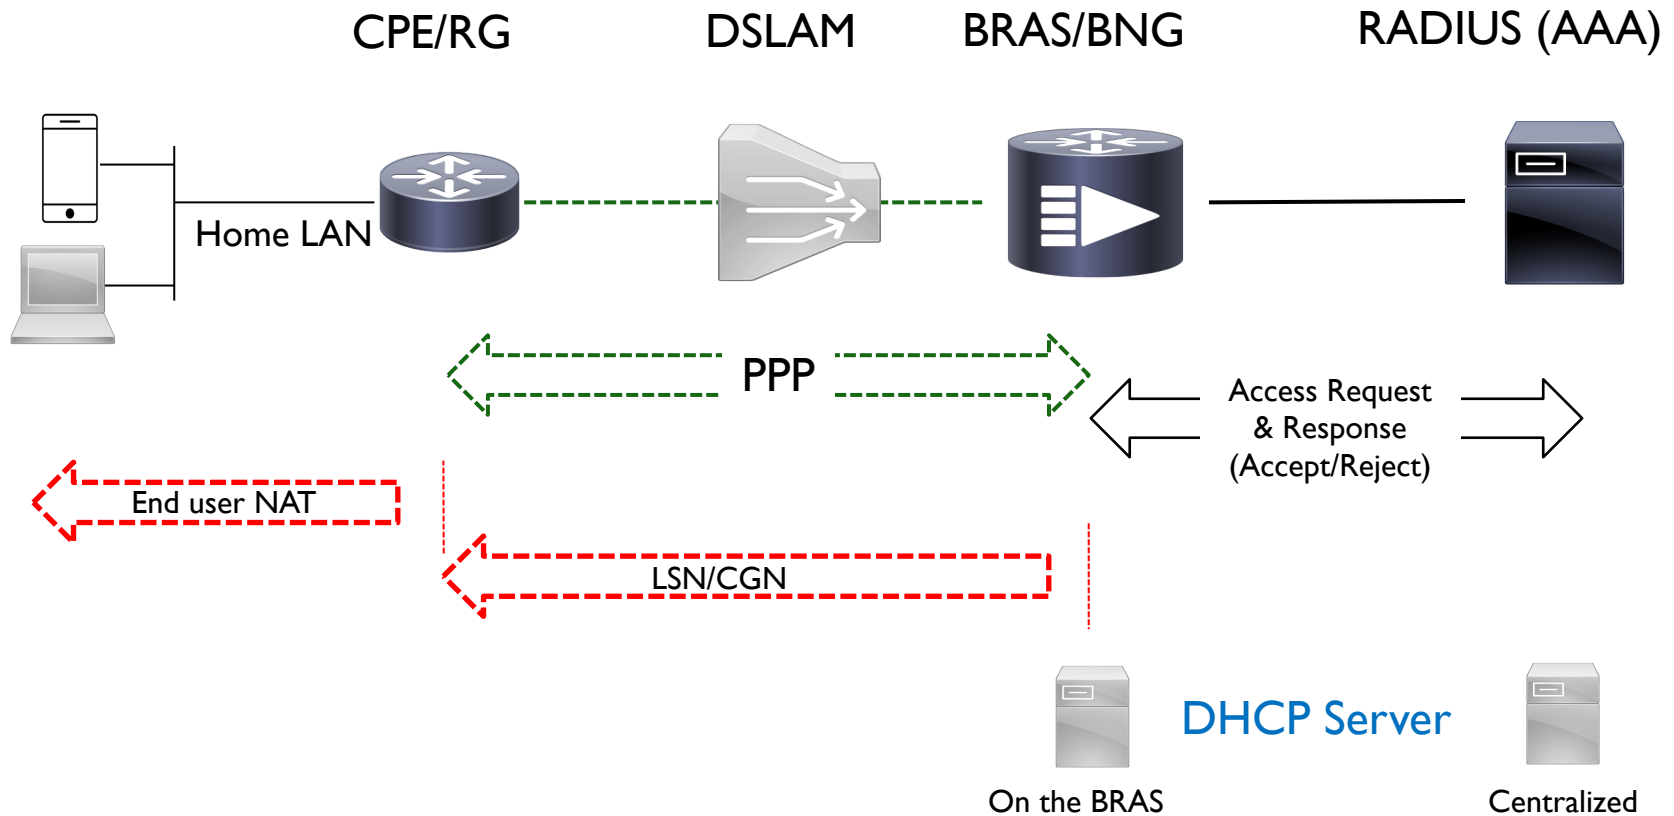 CPE/RG
DSLAM
BRAS/BNG
RADIUS (AAA)
Home LAN
PPP
Access Request
& Response
(Accept/Reject)
End user NAT
LSN/CGN
DHCP Server
On the BRAS
Centralized